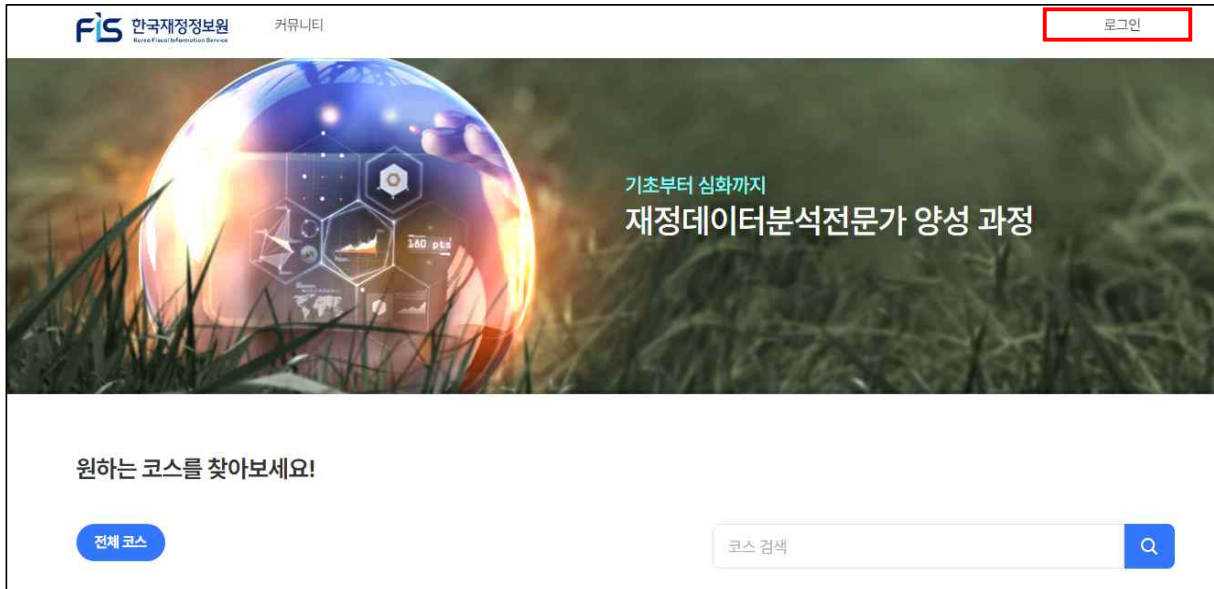 FIS 한국재정정보원
Korea Fiscal Information Service
커뮤니티
로그인
기초부터 심화까지
재정데이터분석전문가 양성 과정
180 pts
원하는 코스를 찾아보세요!
전체 코스
코스 검색